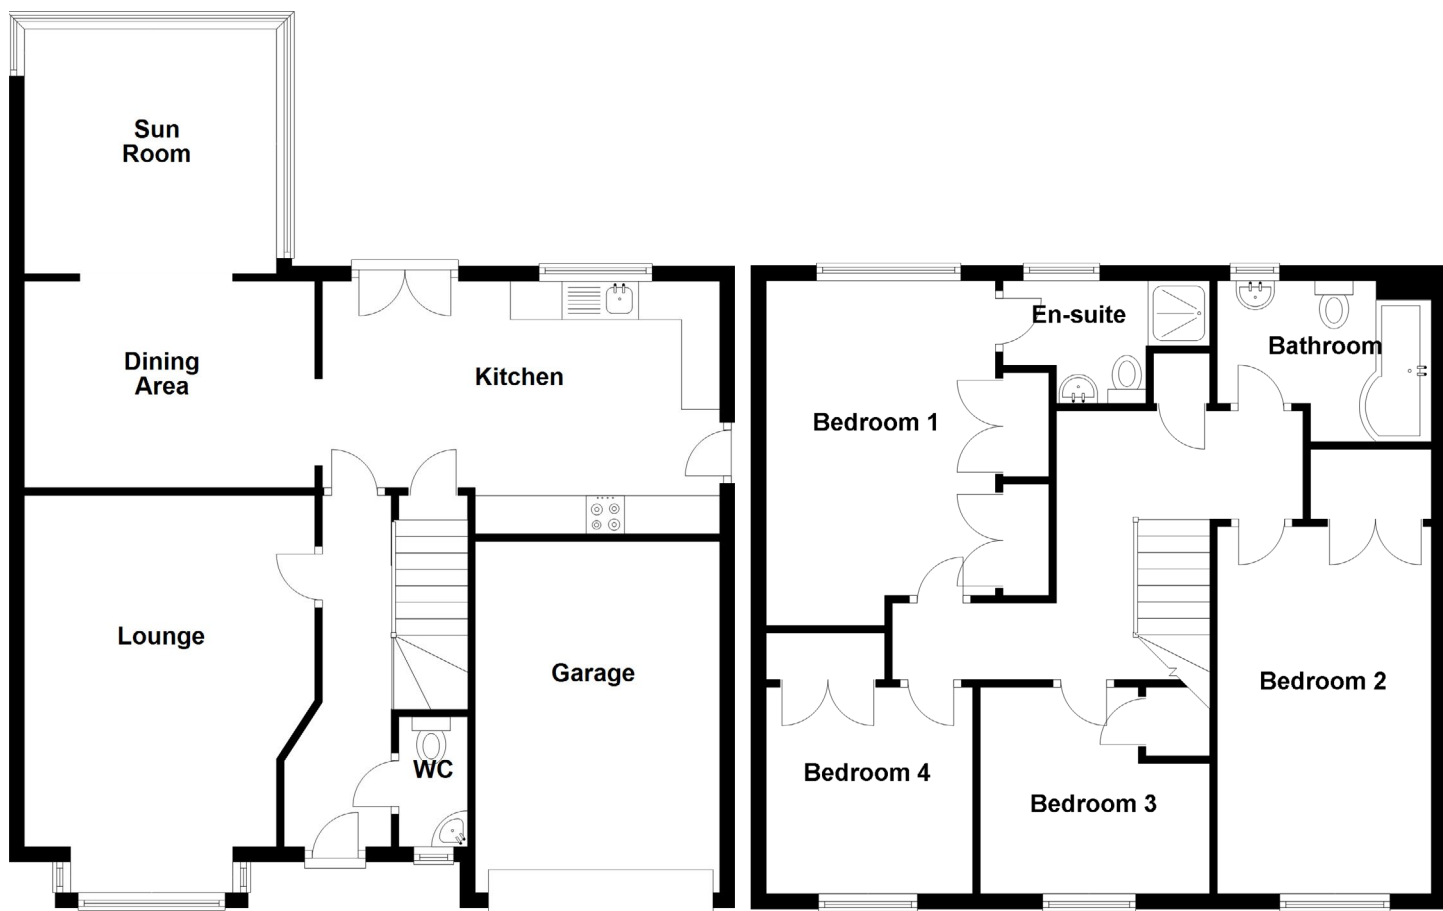 Sun
Room
Dining
Area
Kitchen
Lounge
Garage
WC
En-suite
Bathroom
Bedroom 1
Bedroom 2
Bedroom 4
Bedroom 3